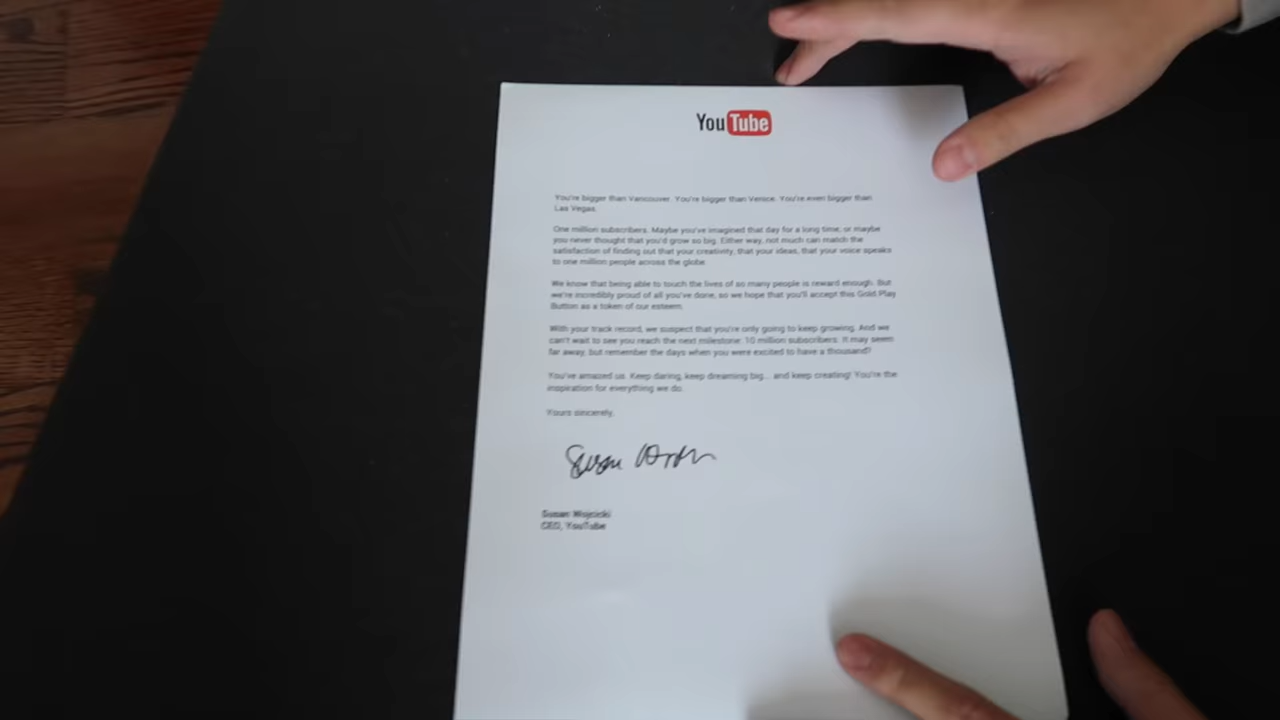 YouTube
You're bigger than Vancouver. You're bigger than Venice. You're even bigger than
Las Vegas.
One million subscribers. Maybe you've imagined that day for a long time, or maybe
you never thought that you'd grow so big. Either way, not much can match the
satisfaction of finding out that your creativity, that your ideas, that your voice speaks
to one million people across the globe.
We know that being able to touch the lives of so many people is reward enough. But
we're incredibly proud of all you've done, so we hope that you'll accept this Gold Play
Button as a token of our esteem.
With your track record, we suspect that you're only going to keep growing. And we
can't wait to see you reach the next milestone: 10 million subscribers. It may seem
far away, but remember the days when you were excited to have a thousand?
You've amazed us. Keep daring, keep dreaming big... and keep creating! You're the
inspiration for everything we do.
Yours sincerely,
Susan Wojcicki
CEO, YouTube